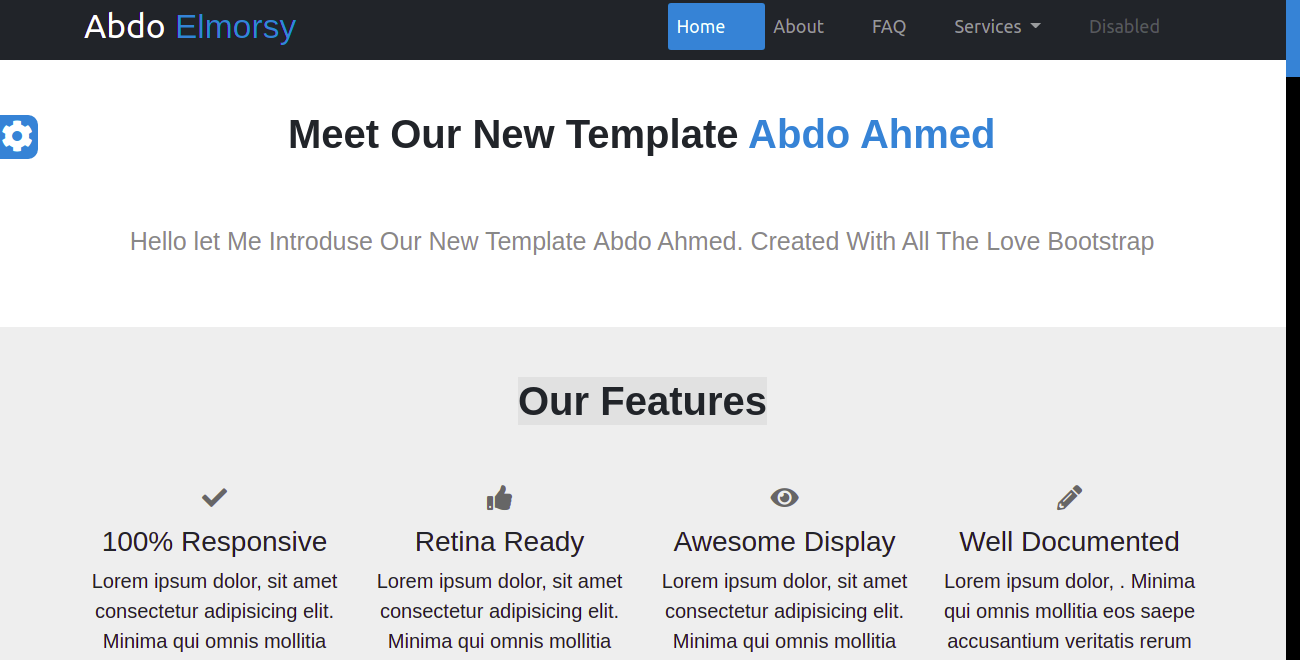 Abdo Elmorsy
Home About FAQ Services Disabled
Meet Our New Template Abdo Ahmed
Hello let Me Introduse Our New Template Abdo Ahmed. Created With All The Love Bootstrap
Our Features
100% Responsive
Lorem ipsum dolor, sit amet
consectetur adipisicing elit.
Minima qui omnis mollitia
Retina Ready
Lorem ipsum dolor, sit amet
consectetur adipisicing elit.
Minima qui omnis mollitia
Awesome Display
Lorem ipsum dolor, sit amet
consectetur adipisicing elit.
Minima qui omnis mollitia
Well Documented
Lorem ipsum dolor, . Minima
qui omnis mollitia eos saepe
accusantium veritatis rerum